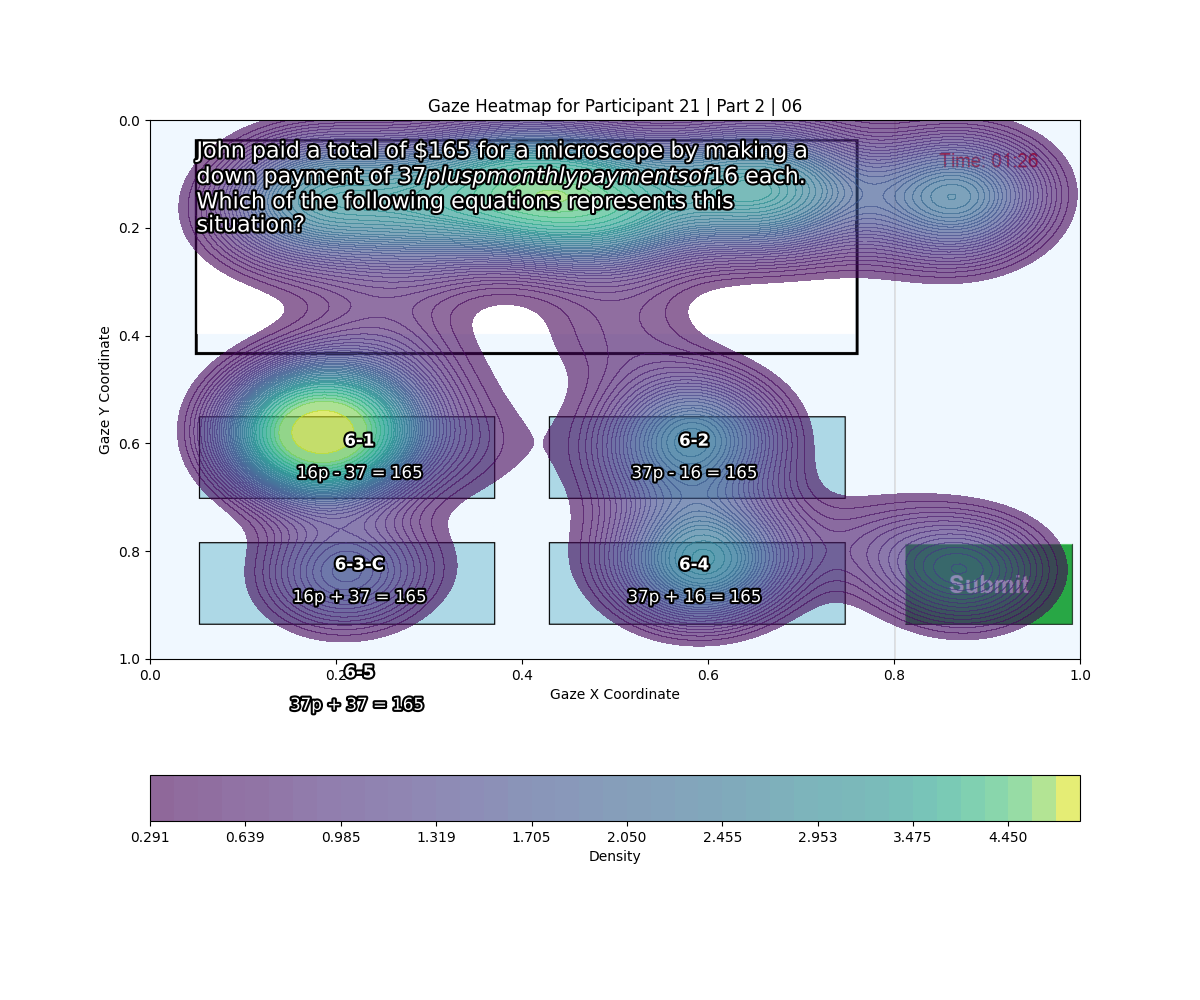 Gaze Heatmap for Participant 21 | Part 2 | 06
John paid a total of $165 for a microscope by making a
down payment of 37pluspmonthlypaymentsof16 each.
Which of the following equations represents this
situation?
Time 01:26
6-1
16p - 37 = 165
6-2
37p - 16 = 165
6-3-C
16p + 37 = 165
6-4
37p + 16 = 165
Submit
6-5
37p + 37 = 165
0.0
0.2
0.4
0.6
0.8
1.0
Gaze Y Coordinate
0.0 0.2 0.4 0.6 0.8 1.0
Gaze X Coordinate
0.291 0.639 0.985 1.319 1.705 2.050 2.455 2.953 3.475 4.450
Density